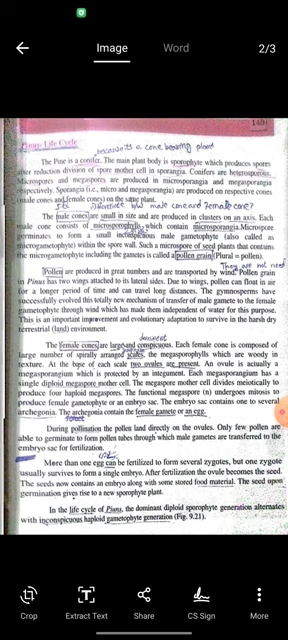 Image Word 2/3
149
Pinus Life Cycle
because its a cone bearing plant
The Pine is a conifer. The main plant body is sporophyte which produces spores
after reduction division of spore mother cell in sporangia. Conifers are heterosporous.
Microspores and megaspores are produced in microsporangia and megasporangia
respectively. Sporangia (i.e., micro and megasporangia) are produced on respective cones
(male cones and female cones) on the same plant.
but male cone and female cone?
The male cones are small in size and are produced in clusters on an axis. Each
male cone consists of microsporophylls which contain microsporangia. Micropore
germinates to form a small inconspicuous male gametophyte (also called as
microgametophyte) within the spore wall. Such a microspore of seed plants that contains
the microgametophyte including the gametes is called a pollen grain (Plural = pollen).
They are not need
Pollen are produced in great numbers and are transported by wind. Pollen grain
in Pinus has two wings attached to its lateral sides. Due to wings, pollen can float in air
for a longer period of time and can travel long distances. The gymnosperms have
successfully evolved this totally new mechanism of transfer of male gamete to the female
gametophyte through wind which has made them independent of water for this purpose.
This is an important improvement and evolutionary adaptation to survive in the harsh dry
terrestrial (land) environment.
The female cones are large and conspicuous. Each female cone is composed of
large number of spirally arranged scales, the megasporophylls which are woody in
texture. At the base of each scale two ovules are present. An ovule is actually a
megasporangium which is protected by an integument. Each megasporangium has a
single diploid megaspore mother cell. The megaspore mother cell divides meiotically to
produce four haploid megaspores. The functional megaspore (n) undergoes mitosis to
produce female gametophyte or an embryo sac. The embryo sac contains one to several
archegonia. The archegonia contain the female gamete or an egg.
During pollination the pollen land directly on the ovules. Only few pollen are
able to germinate to form pollen tubes through which male gametes are transferred to the
embryo sac for fertilization.
More than one egg can be fertilized to form several zygotes, but one zygote
usually survives to form a single embryo. After fertilization the ovule becomes the seed.
The seeds now contains an embryo along with some stored food material. The seed upon
germination gives rise to a new sporophyte plant.
In the life cycle of Pinus, the dominant diploid sporophyte generation alternates
with inconspicuous haploid gametophyte generation (Fig. 9.21).
Crop Extract Text Share CS Sign More